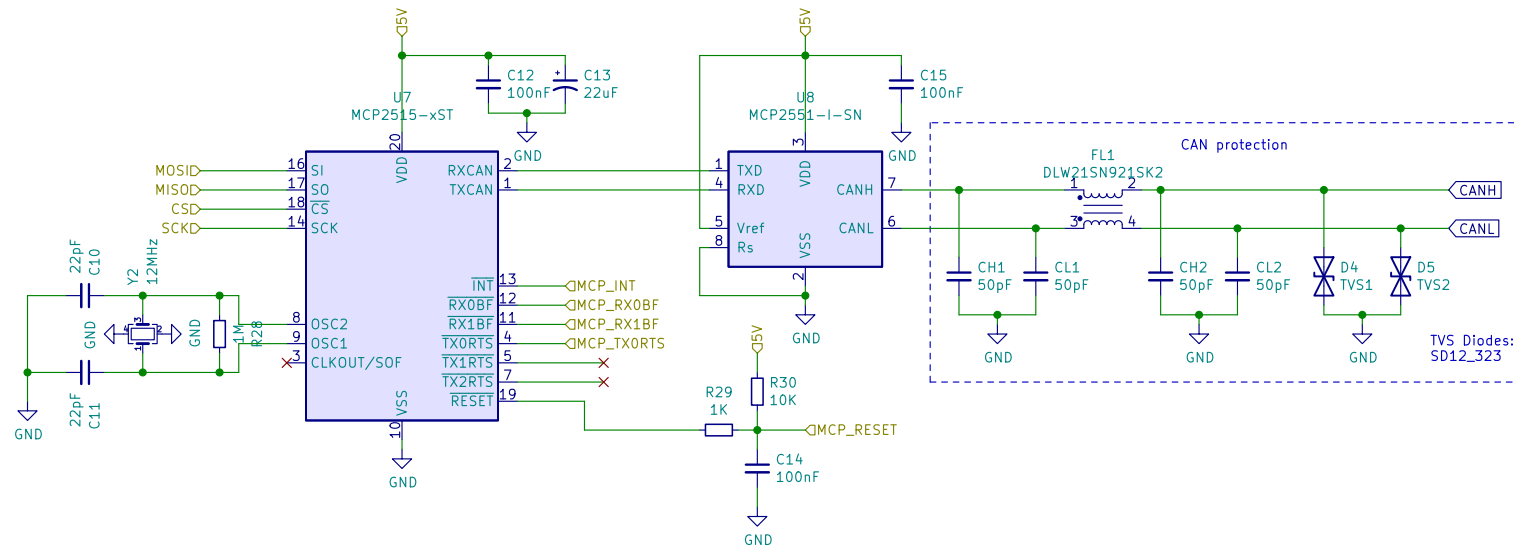 5V
5V
C12
100nF
C13
22uF
C15
100nF
U7
MCP2515-xST
U8
MCP2551-I-SN
GND
GND
CAN protection
FL1
DLW21SN921SK2
20
VDD
3
VDD
MOSI
16
SI
RXCAN
2
1
TXD
MISO
17
SO
TXCAN
1
4
RXD
CANH
7
1
2
CANH
CS
18
CS
SCK
14
SCK
5
Vref
CANL
6
3
4
CANL
8
Rs
VSS
2
22pF
C10
Y2
12MHz
CH1
50pF
CL1
50pF
CH2
50pF
CL2
50pF
D4
TVS1
D5
TVS2
INT
13
MCP_INT
RX0BF
12
MCP_RX0BF
GND
4
3
2
1
GND
1M
R28
8
OSC2
RX1BF
11
MCP_RX1BF
GND
9
OSC1
TX0RTS
4
MCP_TX0RTS
5V
GND
GND
GND
TVS Diodes:
SD12_323
3
CLKOUT/SOF
TX1RTS
5
TX2RTS
7
22pF
C11
VSS
10
RESET
19
R29
1K
R30
10K
GND
MCP_RESET
C14
100nF
GND
GND